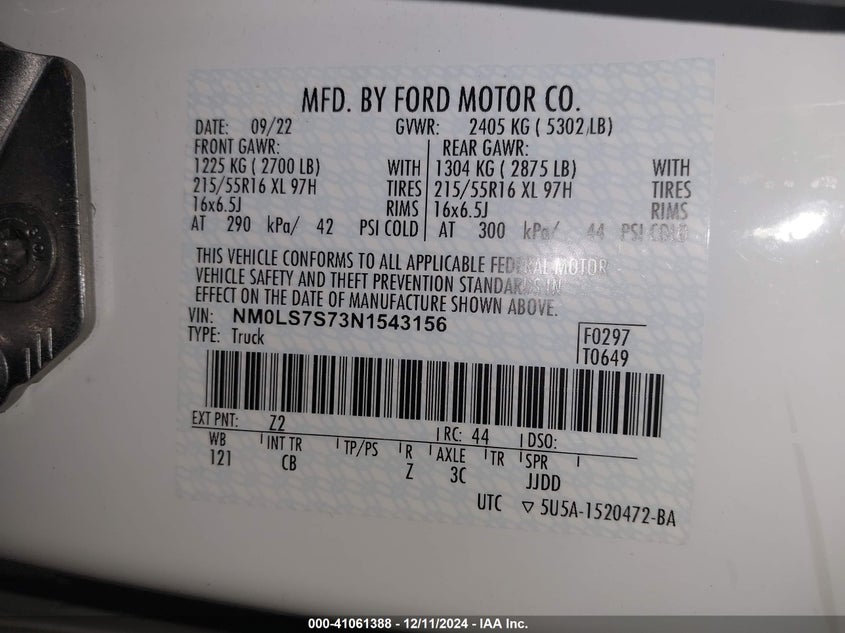 MFD. BY FORD MOTOR CO.
DATE: 09/22 GVWR: 2405 KG ( 5302 LB)
FRONT GAWR: REAR GAWR:
1225 KG ( 2700 LB) WITH 1304 KG ( 2875 LB) WITH
215/55R16 XL 97H TIRES 215/55R16 XL 97H TIRES
16x6.5J RIMS 16x6.5J RIMS
AT 290 kPa/ 42 PSI COLD AT 300 kPa/ 44 PSI COLD
THIS VEHICLE CONFORMS TO ALL APPLICABLE FEDERAL MOTOR
VEHICLE SAFETY AND THEFT PREVENTION STANDARDS IN
EFFECT ON THE DATE OF MANUFACTURE SHOWN ABOVE.
VIN: NM0LS7S73N1543156
TYPE: Truck
F0297
T0649
EXT PNT: Z2 RC: 44 DSO:
WB INT TR TP/PS R AXLE TR SPR
121 CB Z 3C JJDD
UTC ▽ 5U5A-1520472-BA
000-41061388 - 12/11/2024 - IAA Inc.